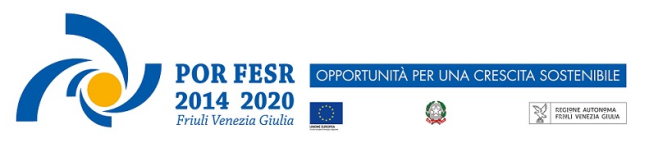 POR FESR
2014 2020
Friuli Venezia Giulia
OPPORTUNITÀ PER UNA CRESCITA SOSTENIBILE
UNIONE EUROPEA
REGIONE AUTONOMA
FRIULI VENEZIA GIULIA